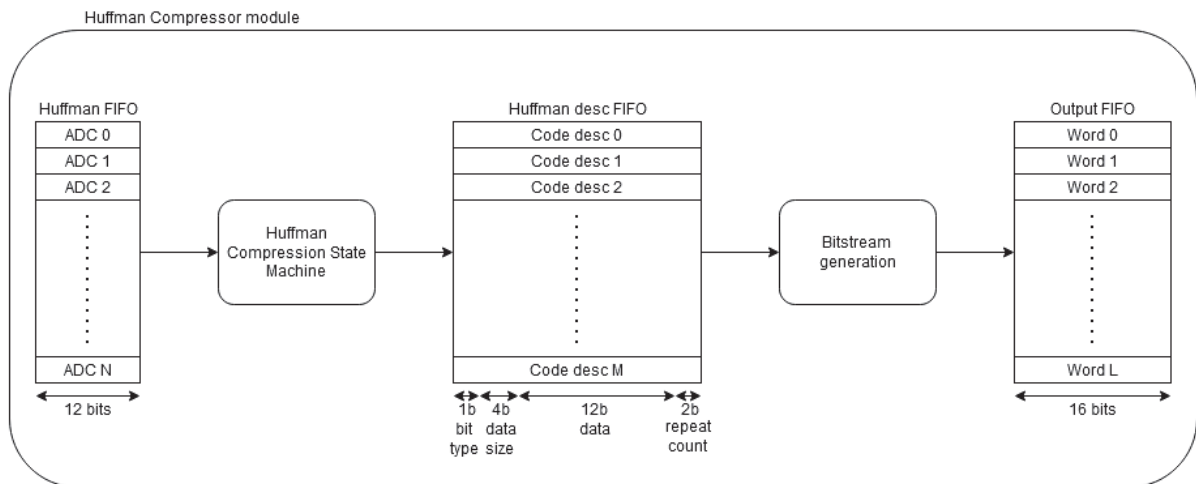 Huffman Compressor module
Huffman FIFO
ADC 0
ADC 1
ADC 2
ADC N
12 bits
Huffman
Compression State
Machine
Huffman desc FIFO
Code desc 0
Code desc 1
Code desc 2
Code desc M
1b
bit
type
4b
data
size
12b
data
2b
repeat
count
Bitstream
generation
Output FIFO
Word 0
Word 1
Word 2
Word L
16 bits